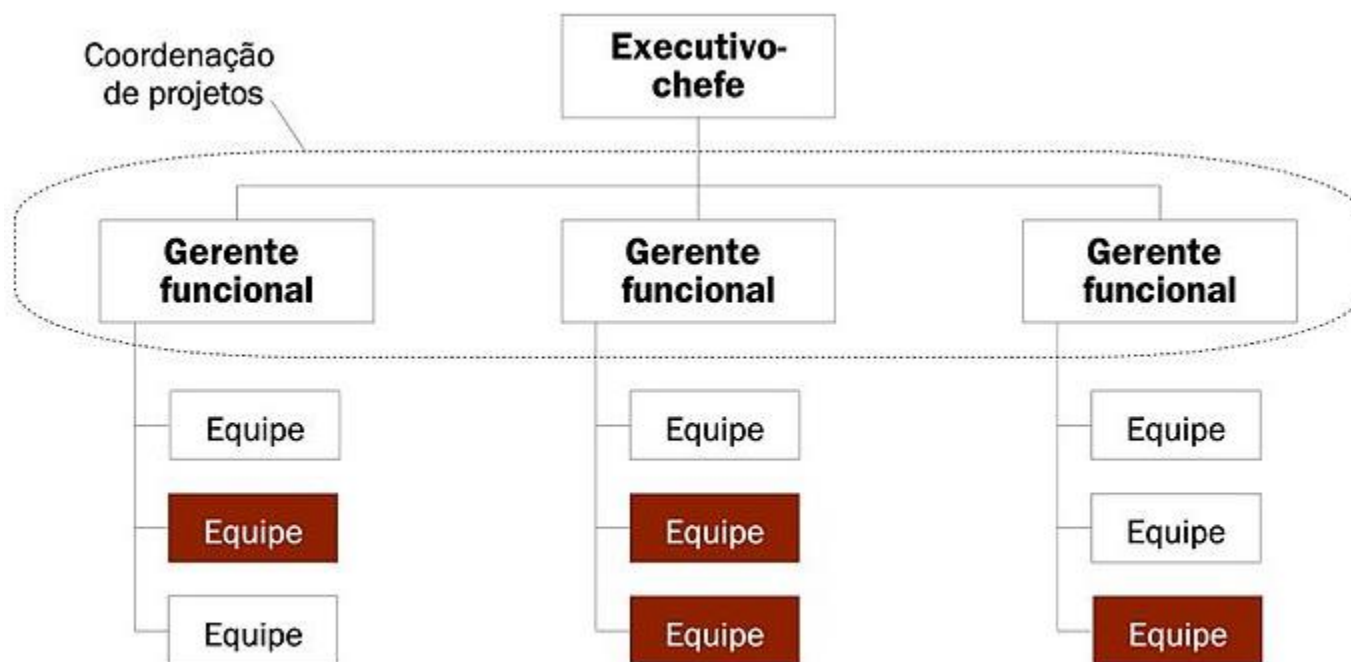 Coordenação
de projetos
Executivo-
chefe
Gerente
funcional
Gerente
funcional
Gerente
funcional
Equipe
Equipe
Equipe
Equipe
Equipe
Equipe
Equipe
Equipe
Equipe